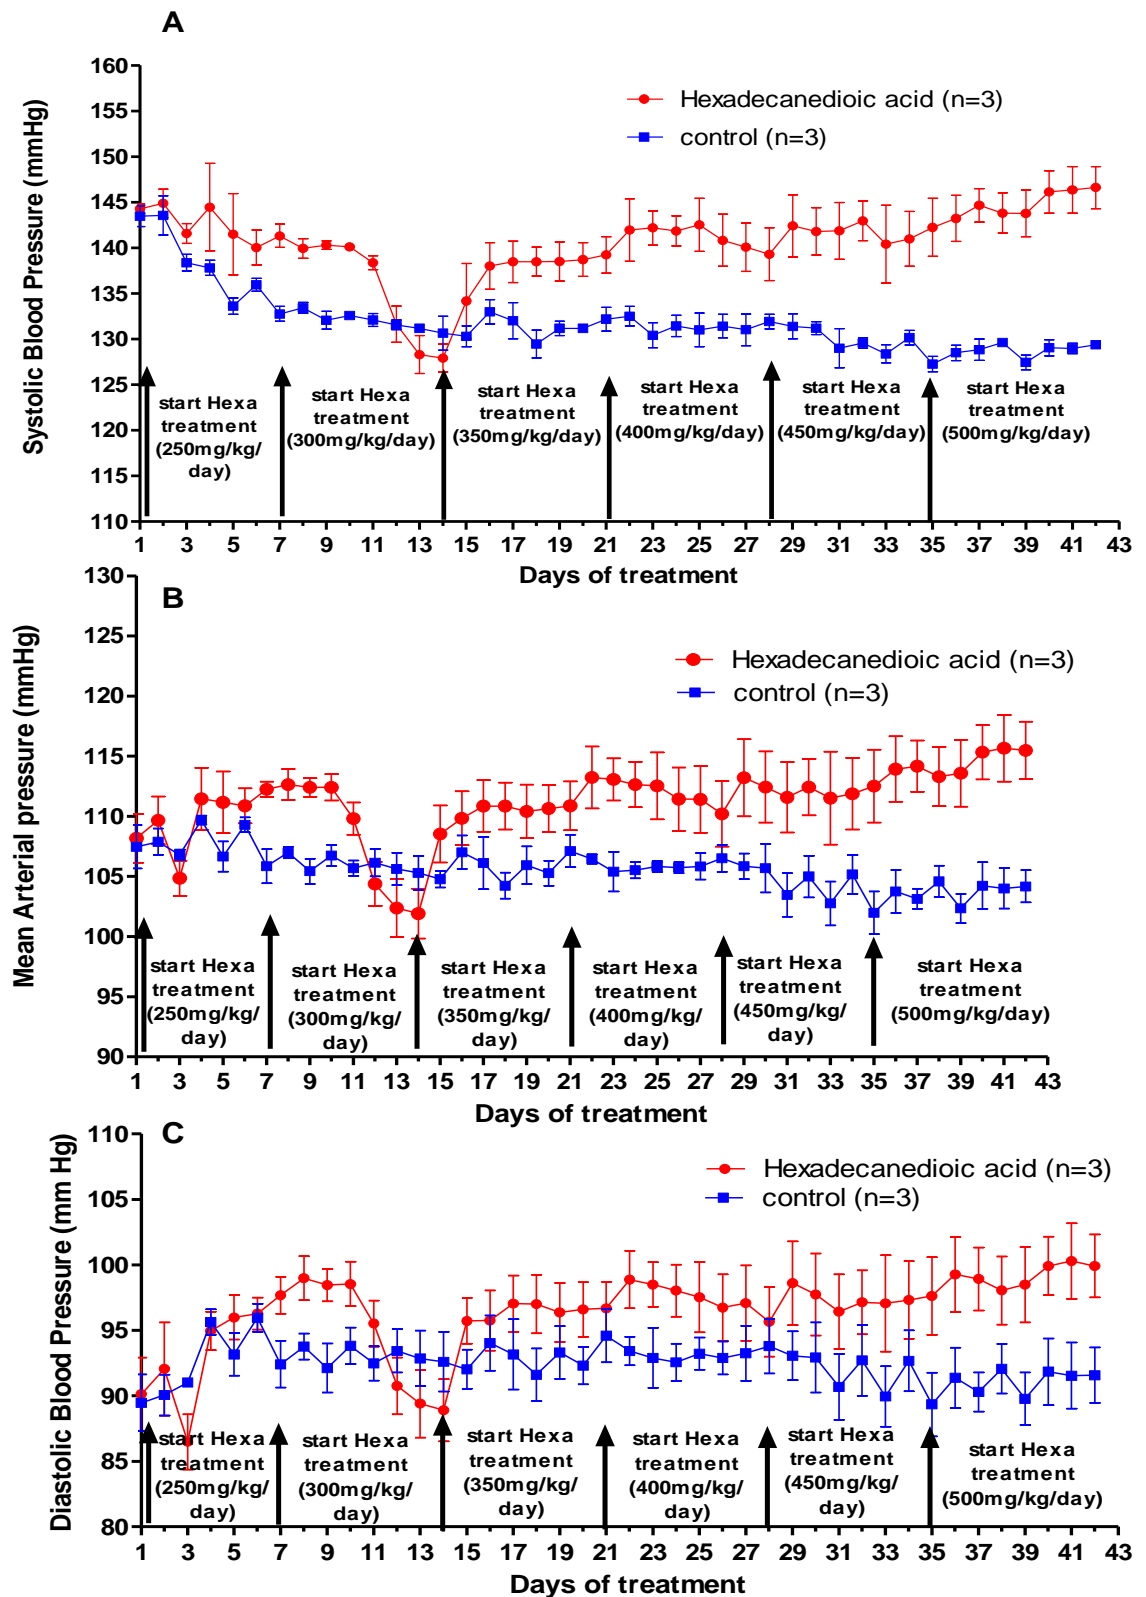 A
Systolic Blood Pressure (mmHg)
160
155
150
145
140
135
130
125
120
115
110
Hexadecanedioic acid (n=3)
control (n=3)
start Hexa
treatment
(250mg/kg/
day)
start Hexa
treatment
(300mg/kg/day)
start Hexa
treatment
(350mg/kg/day)
start Hexa
treatment
(400mg/kg/day)
start Hexa
treatment
(450mg/kg/day)
start Hexa
treatment
(500mg/kg/day)
1 3 5 7 9 11 13 15 17 19 21 23 25 27 29 31 33 35 37 39 41 43
Days of treatment
B
Mean Arterial pressure (mmHg)
130
125
120
115
110
105
100
95
90
Hexadecanedioic acid (n=3)
control (n=3)
start Hexa
treatment
(250mg/kg/
day)
start Hexa
treatment
(300mg/kg/
day)
start Hexa
treatment
(350mg/kg/
day)
start Hexa
treatment
(400mg/kg/
day)
start Hexa
treatment
(450mg/kg/
day)
start Hexa
treatment
(500mg/kg/day)
1 3 5 7 9 11 13 15 17 19 21 23 25 27 29 31 33 35 37 39 41 43
Days of treatment
C
Diastolic Blood Pressure (mm Hg)
110
105
100
95
90
85
80
Hexadecanedioic acid (n=3)
control (n=3)
start Hexa
treatment
(250mg/kg/
day)
start Hexa
treatment
(300mg/kg/
day)
start Hexa
treatment
(350mg/kg/
day)
start Hexa
treatment
(400mg/kg/
day)
start Hexa
treatment
(450mg/kg/
day)
start Hexa
treatment
(500mg/kg/day)
1 3 5 7 9 11 13 15 17 19 21 23 25 27 29 31 33 35 37 39 41 43
Days of treatment